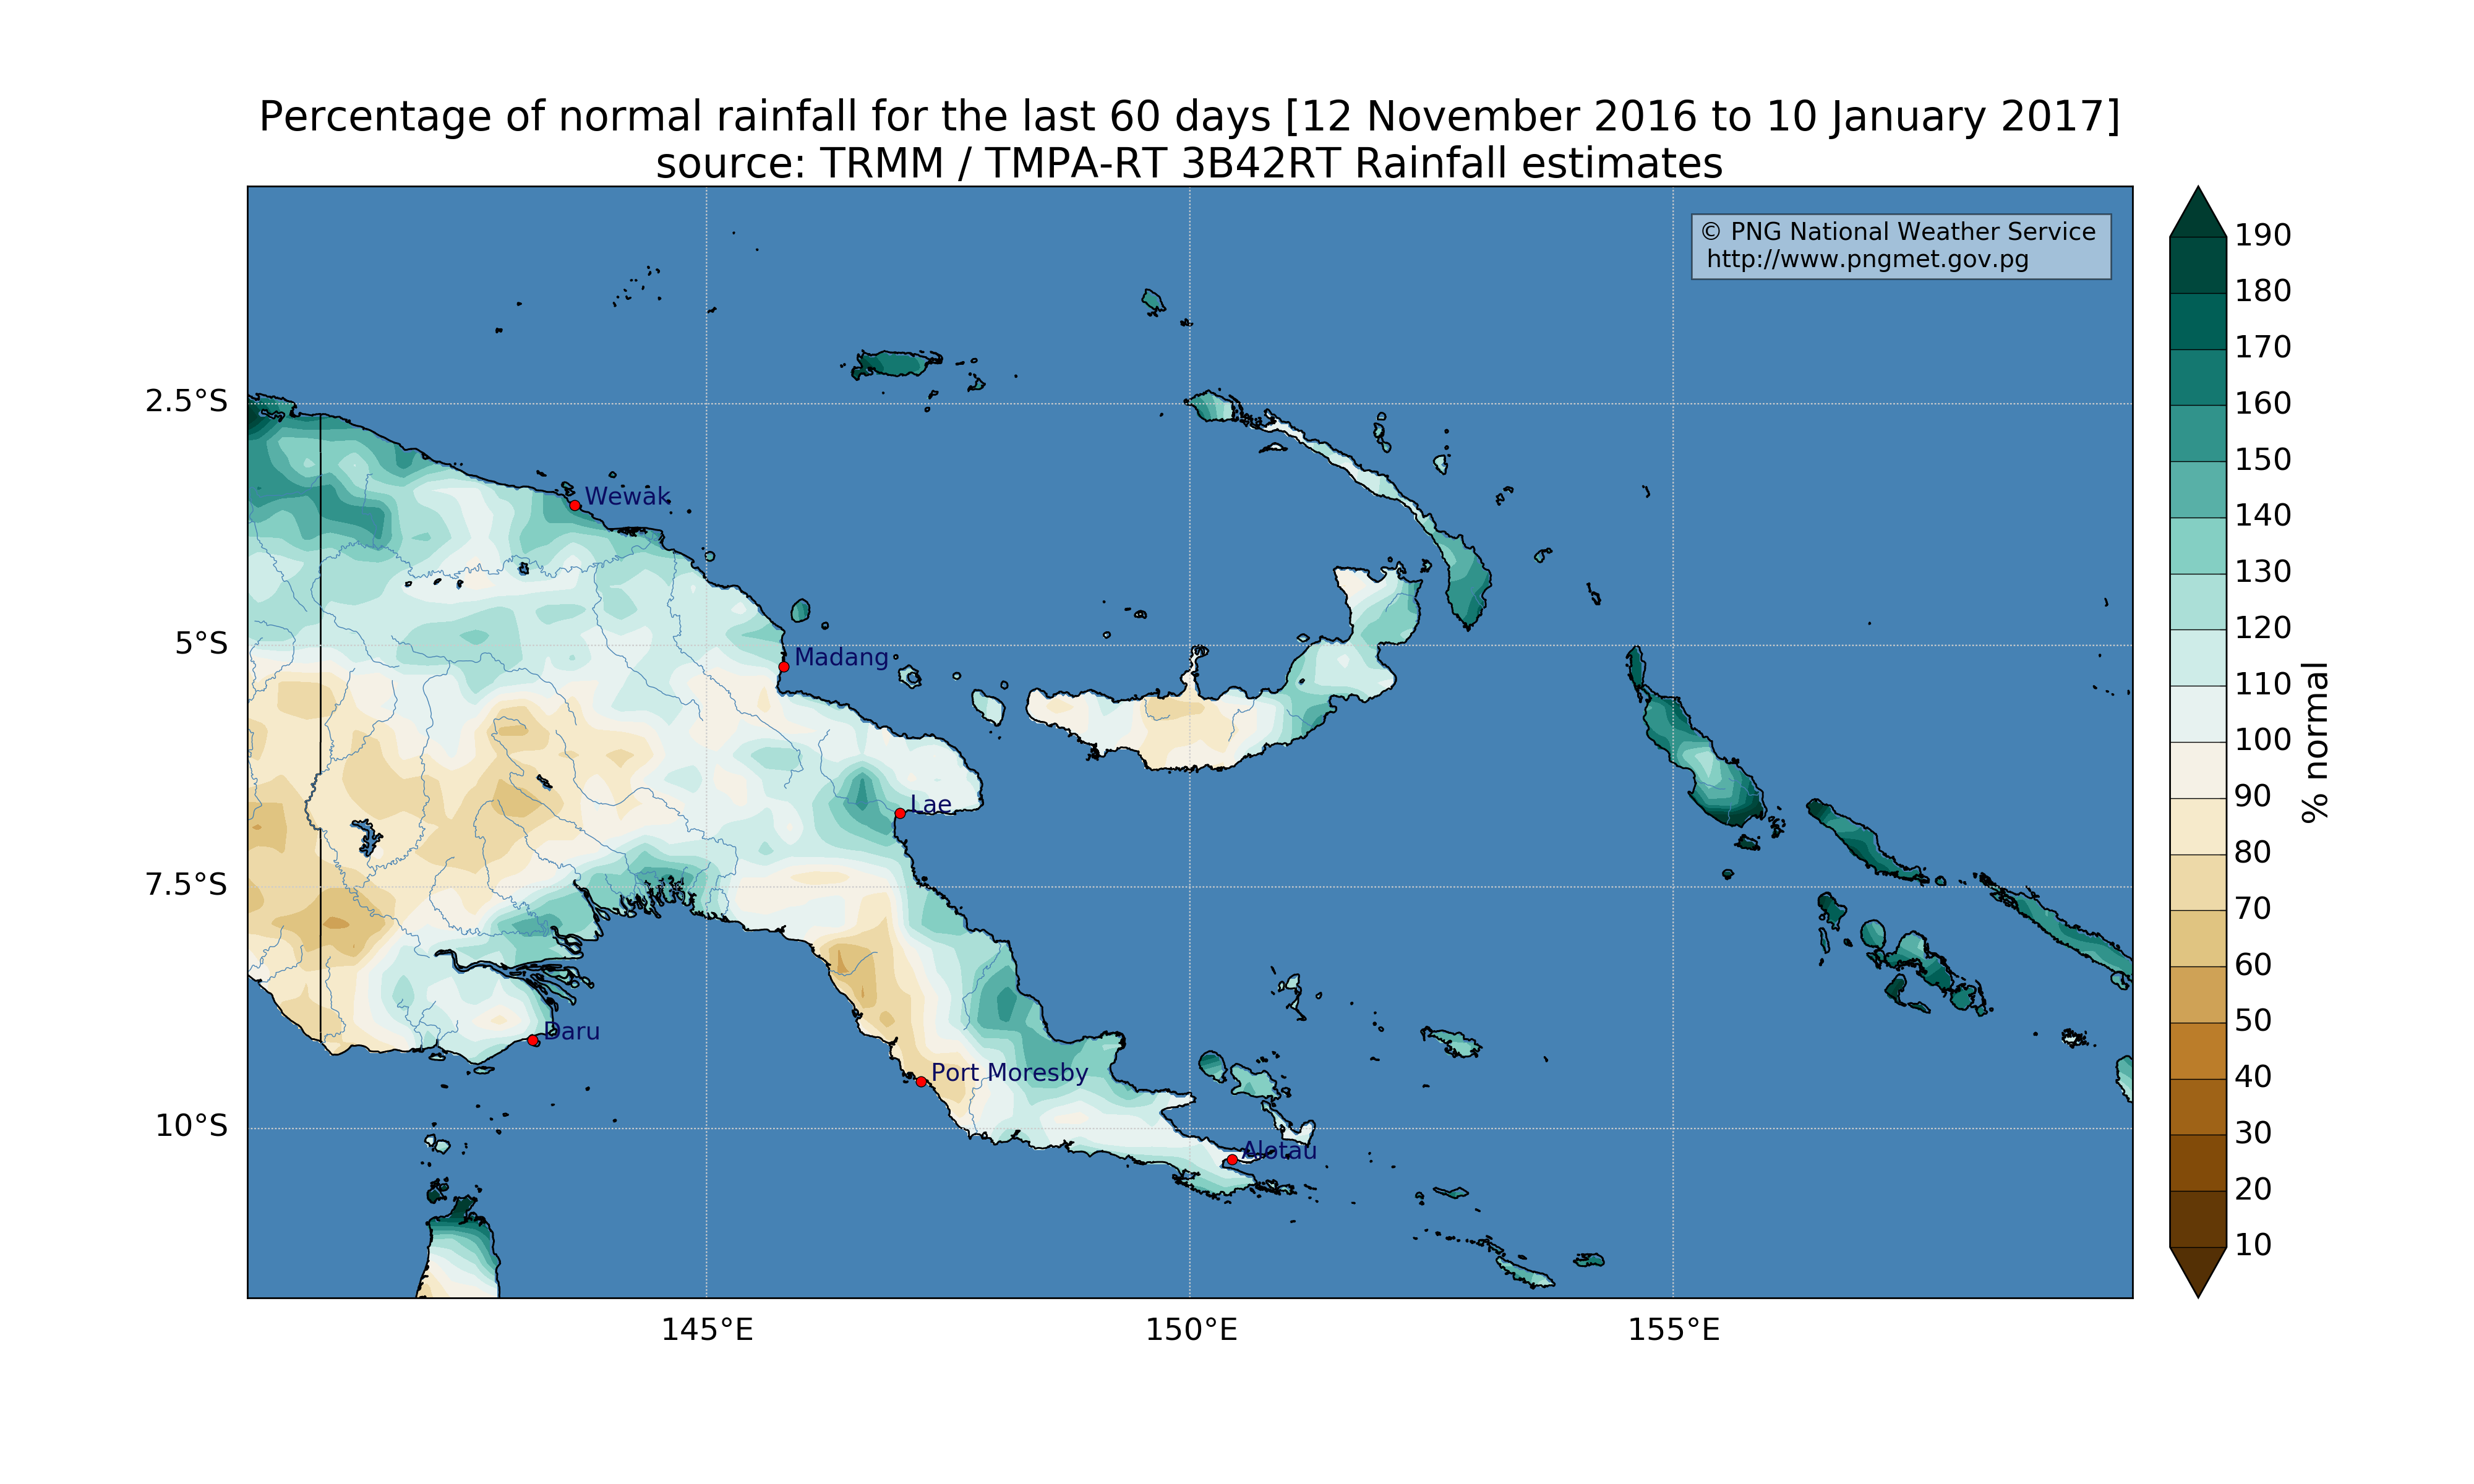 Percentage of normal rainfall for the last 60 days [12 November 2016 to 10 January 2017]
source: TRMM / TMPA-RT 3B42RT Rainfall estimates
© PNG National Weather Service
http://www.pngmet.gov.pg
2.5°S
5°S
7.5°S
10°S
Wewak
Madang
Lae
Daru
Port Moresby
Alotau
145°E
150°E
155°E
190
180
170
160
150
140
130
120
110
100
90
80
70
60
50
40
30
20
10
% normal